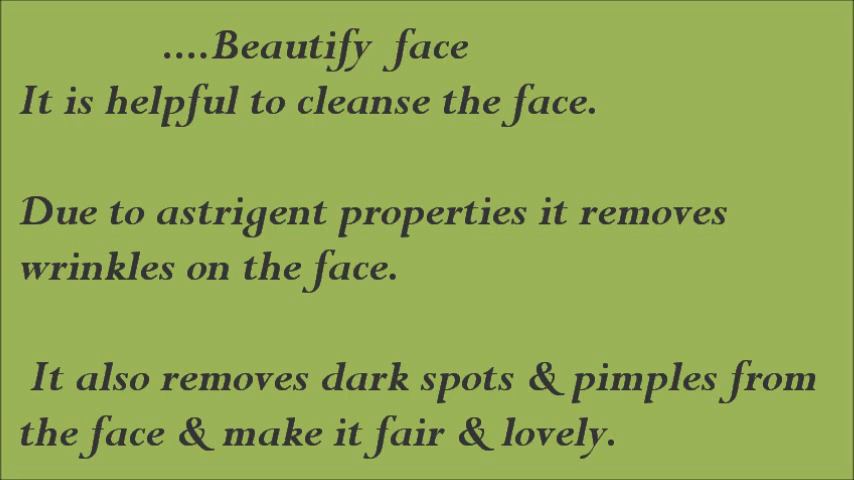 ....Beautify face
It is helpful to cleanse the face.
Due to astrigent properties it removes
wrinkles on the face.
It also removes dark spots & pimples from
the face & make it fair & lovely.